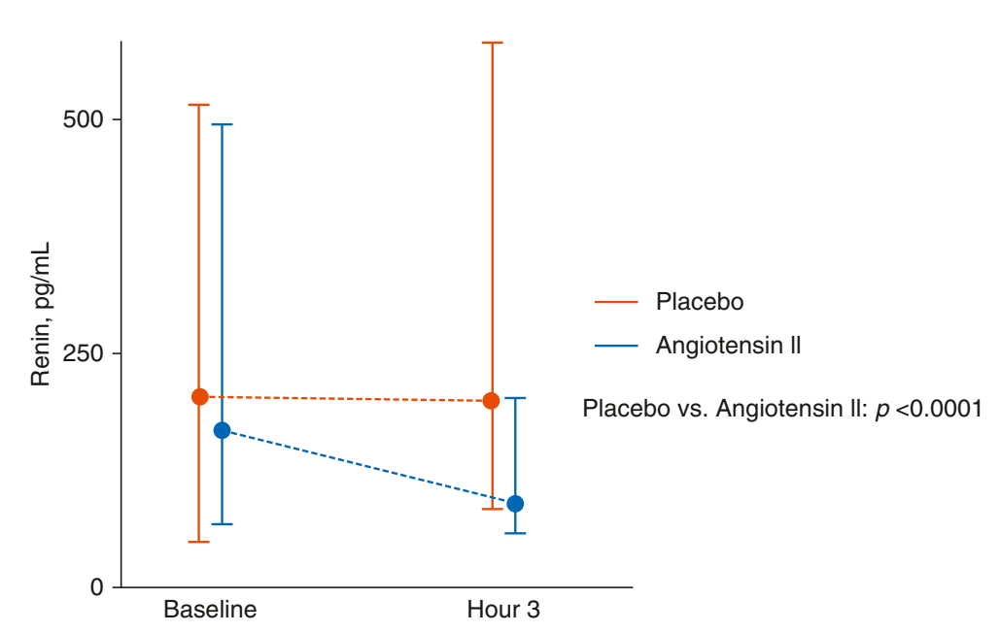 500
250
0
Renin, pg/mL
Baseline
Hour 3
Placebo
Angiotensin II
Placebo vs. Angiotensin II: p <0.0001